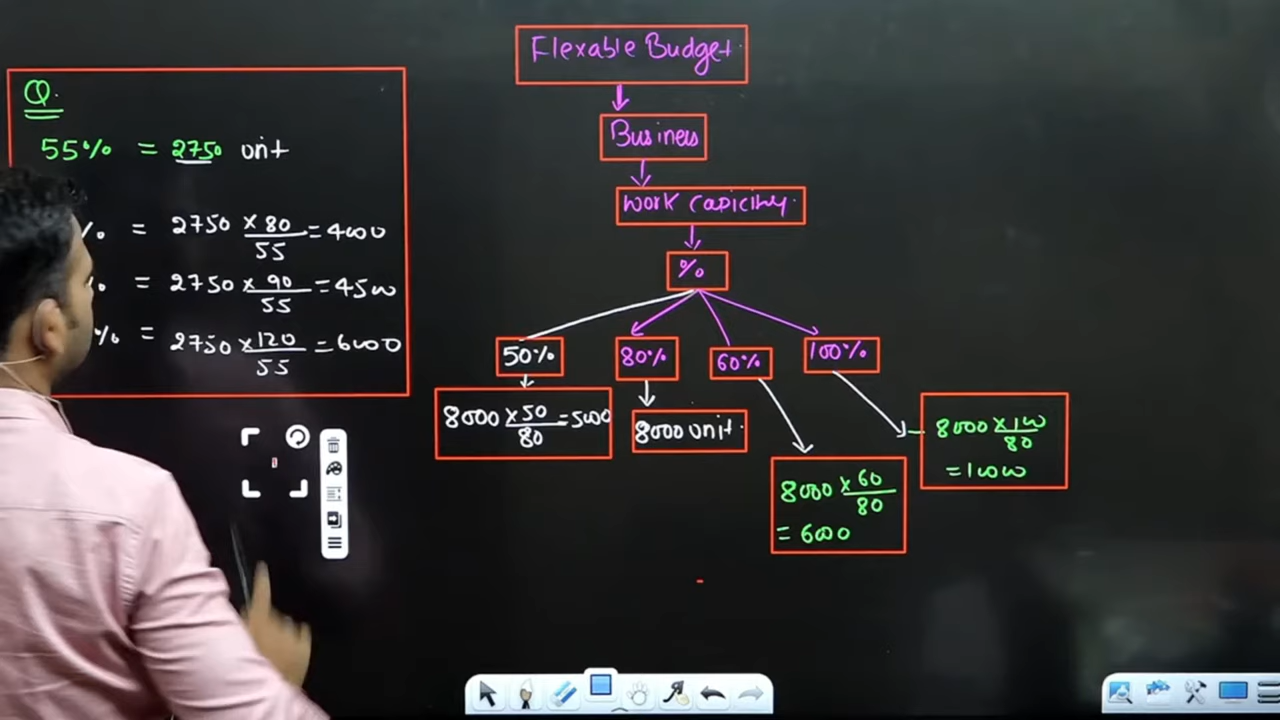 Flexable Budget
Business
Work Capicity
%
50%
80%
60%
100%
8000 × 50/80 = 5000
8000 unit
8000 × 60/80
= 6000
8000 × 100/80
= 10000
Q.
55% = 2750 unit
% = 2750 × 80/55 = 4000
% = 2750 × 90/55 = 4500
% = 2750 × 120/55 = 6000